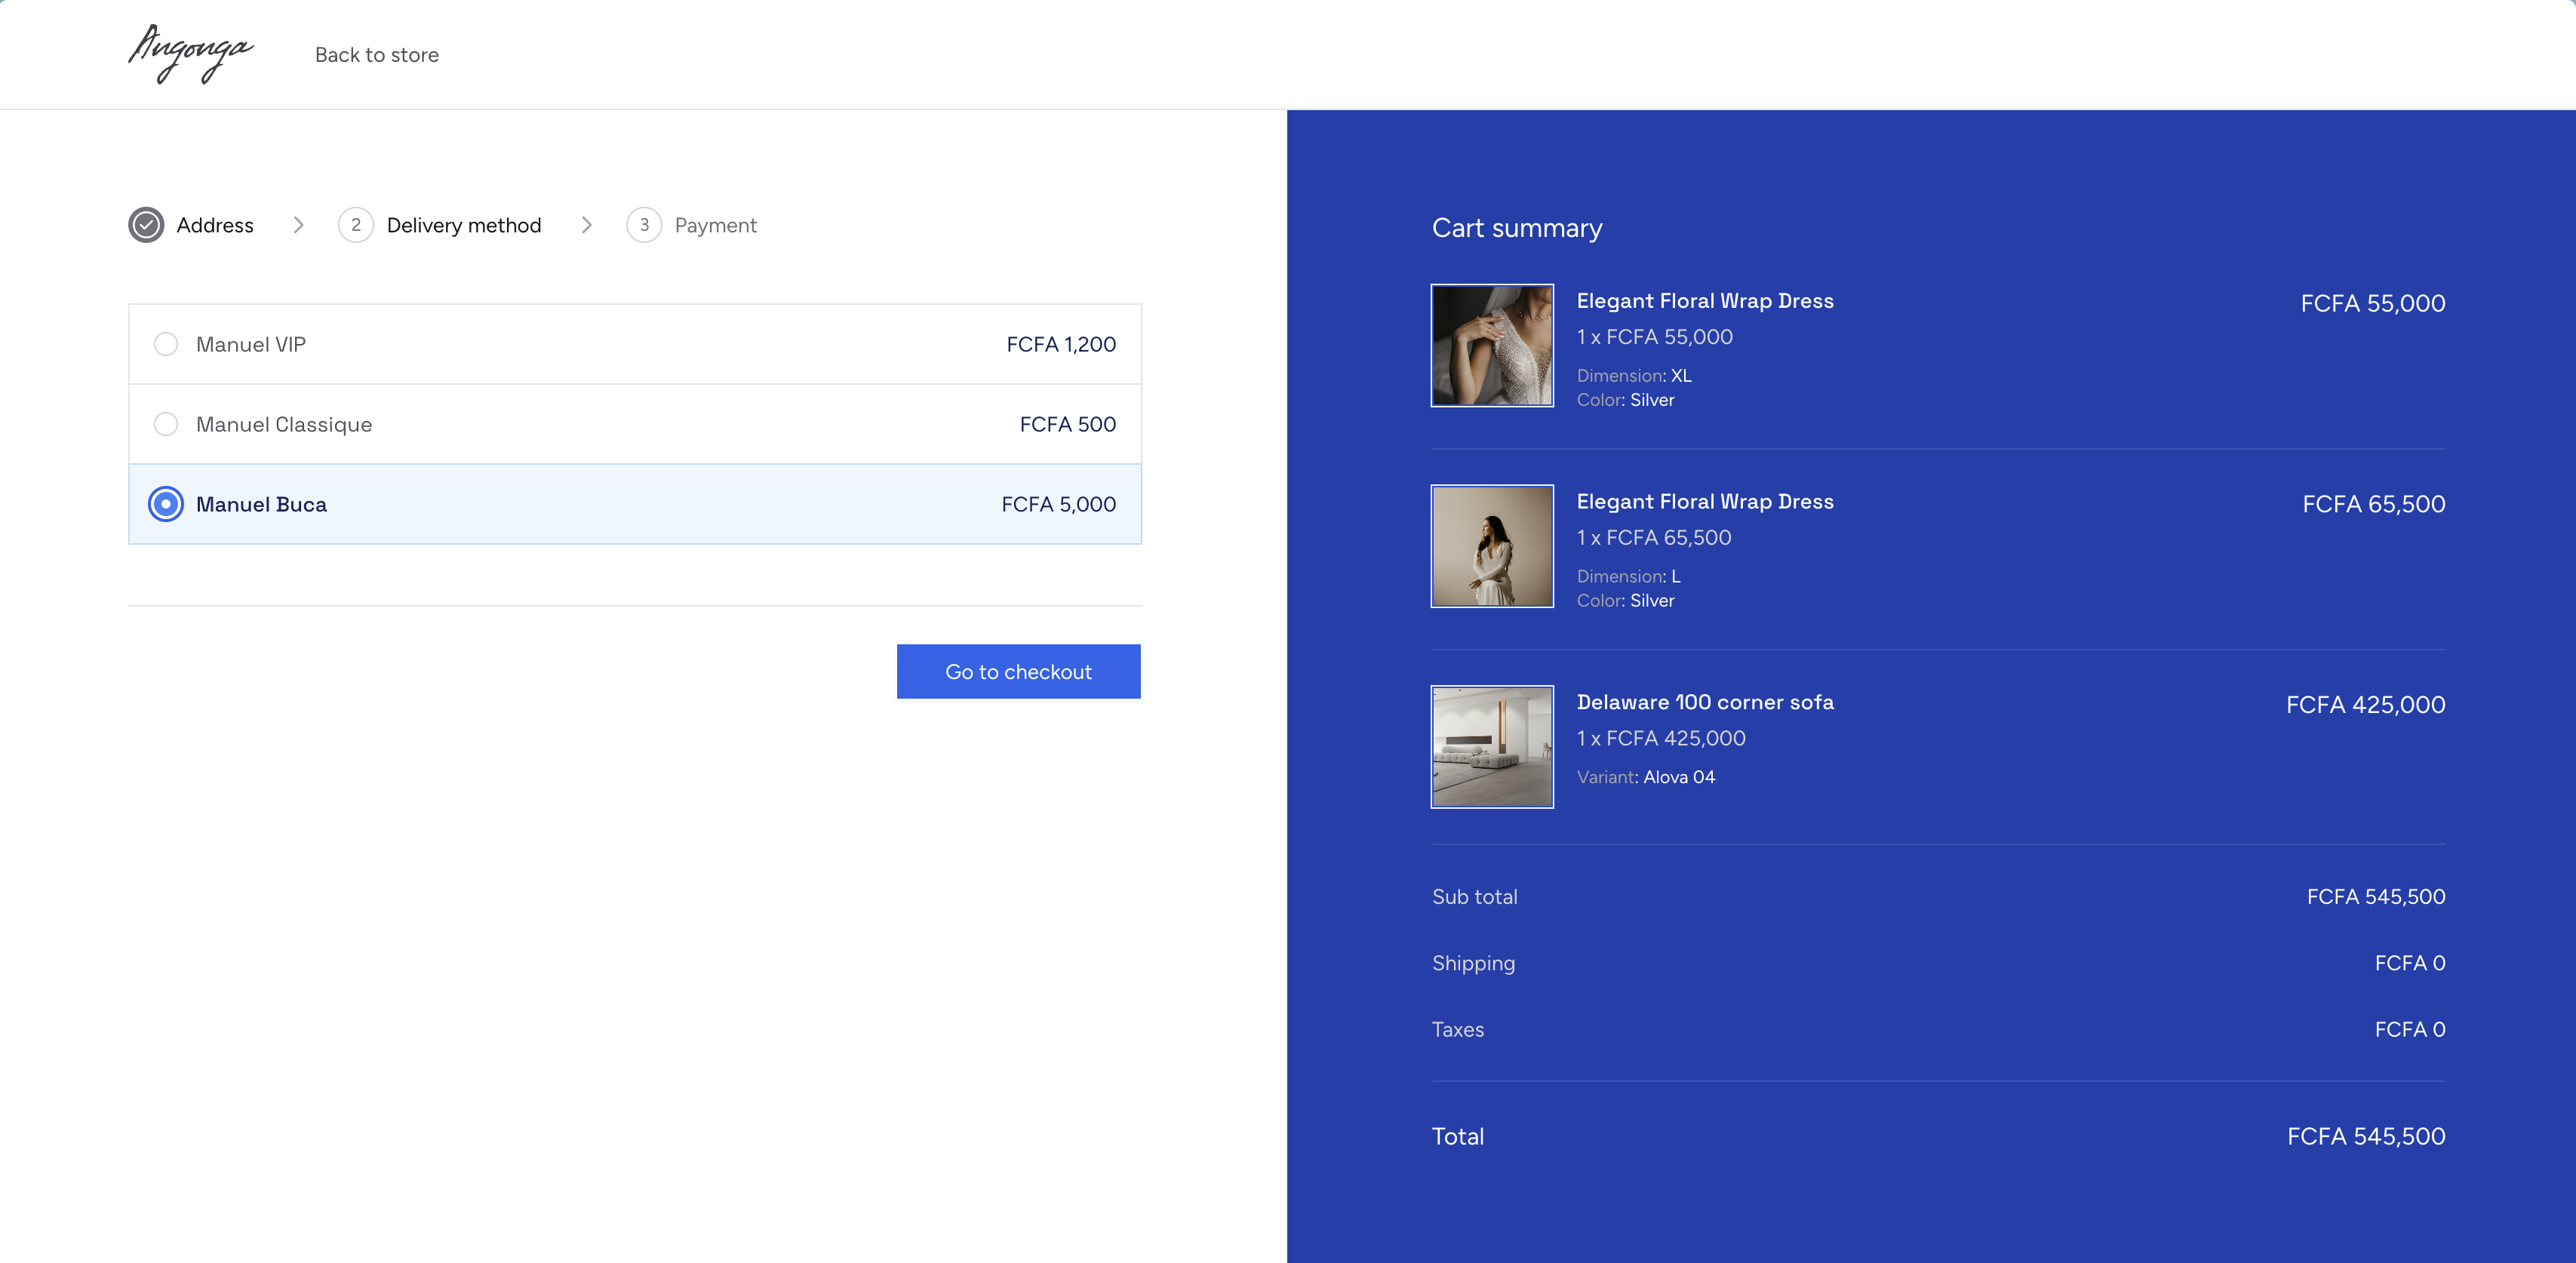 Angonga
Back to store
Address
2 Delivery method
3 Payment
Manuel VIP FCFA 1,200
Manuel Classique FCFA 500
Manuel Buca FCFA 5,000
Go to checkout
Cart summary
Elegant Floral Wrap Dress FCFA 55,000
1 x FCFA 55,000
Dimension: XL
Color: Silver
Elegant Floral Wrap Dress FCFA 65,500
1 x FCFA 65,500
Dimension: L
Color: Silver
Delaware 100 corner sofa FCFA 425,000
1 x FCFA 425,000
Variant: Alova 04
Sub total FCFA 545,500
Shipping FCFA 0
Taxes FCFA 0
Total FCFA 545,500